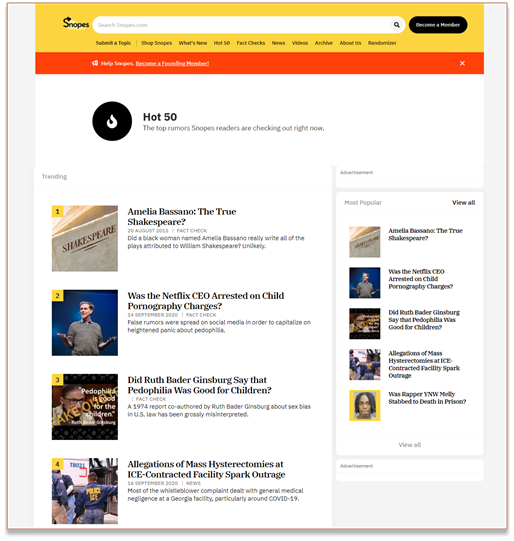 Snopes
Search Snopes.com
Become a Member
Submit a Topic
Shop Snopes
What's New
Hot 50
Fact Checks
News
Videos
Archive
About Us
Randomizer
Help Snopes. Become a Founding Member!
Hot 50
The top rumors Snopes readers are checking out right now.
Trending
1
SHAKESPEARE
Amelia Bassano: The True
Shakespeare?
20 AUGUST 2015 | FACT CHECK
Did a black woman named Amelia Bassano really write all of the
plays attributed to William Shakespeare? Unlikely.
2
Was the Netflix CEO Arrested on Child
Pornography Charges?
14 SEPTEMBER 2020 | FACT CHECK
False rumors were spread on social media in order to capitalize on
heightened panic about pedophilia.
3
Pedophilia
is good
for the
children."
Ruth Bader Ginsburg
Did Ruth Bader Ginsburg Say that
Pedophilia Was Good for Children?
| FACT CHECK
A 1974 report co-authored by Ruth Bader Ginsburg about sex bias
in U.S. law has been grossly misinterpreted.
4
POLICE
ICE
Allegations of Mass Hysterectomies at
ICE-Contracted Facility Spark Outrage
16 SEPTEMBER 2020 | NEWS
Most of the whistleblower complaint dealt with general medical
negligence at a Georgia facility, particularly around COVID-19.
Advertisement
Most Popular
View all
Amelia Bassano: The True
Shakespeare?
Was the Netflix CEO
Arrested on Child
Pornography Charges?
Did Ruth Bader Ginsburg
Say that Pedophilia Was
Good for Children?
Allegations of Mass
Hysterectomies at ICE-
Contracted Facility Spark
Outrage
Was Rapper YNW Melly
Stabbed to Death in Prison?
View all
Advertisement